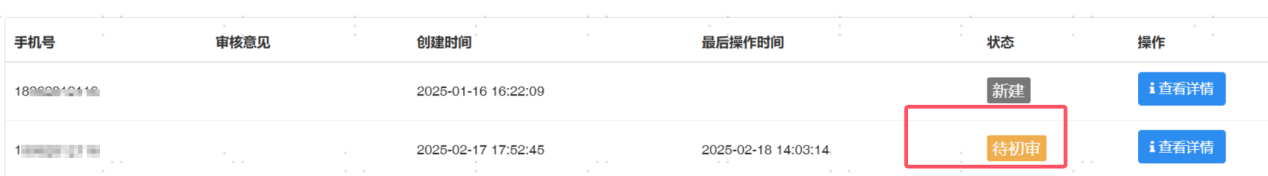 手机号 审核意见 创建时间 最后操作时间 状态 操作
2025-01-16 16:22:09 新建 查看详情
2025-02-17 17:52:45 2025-02-18 14:03:14 待初审 查看详情